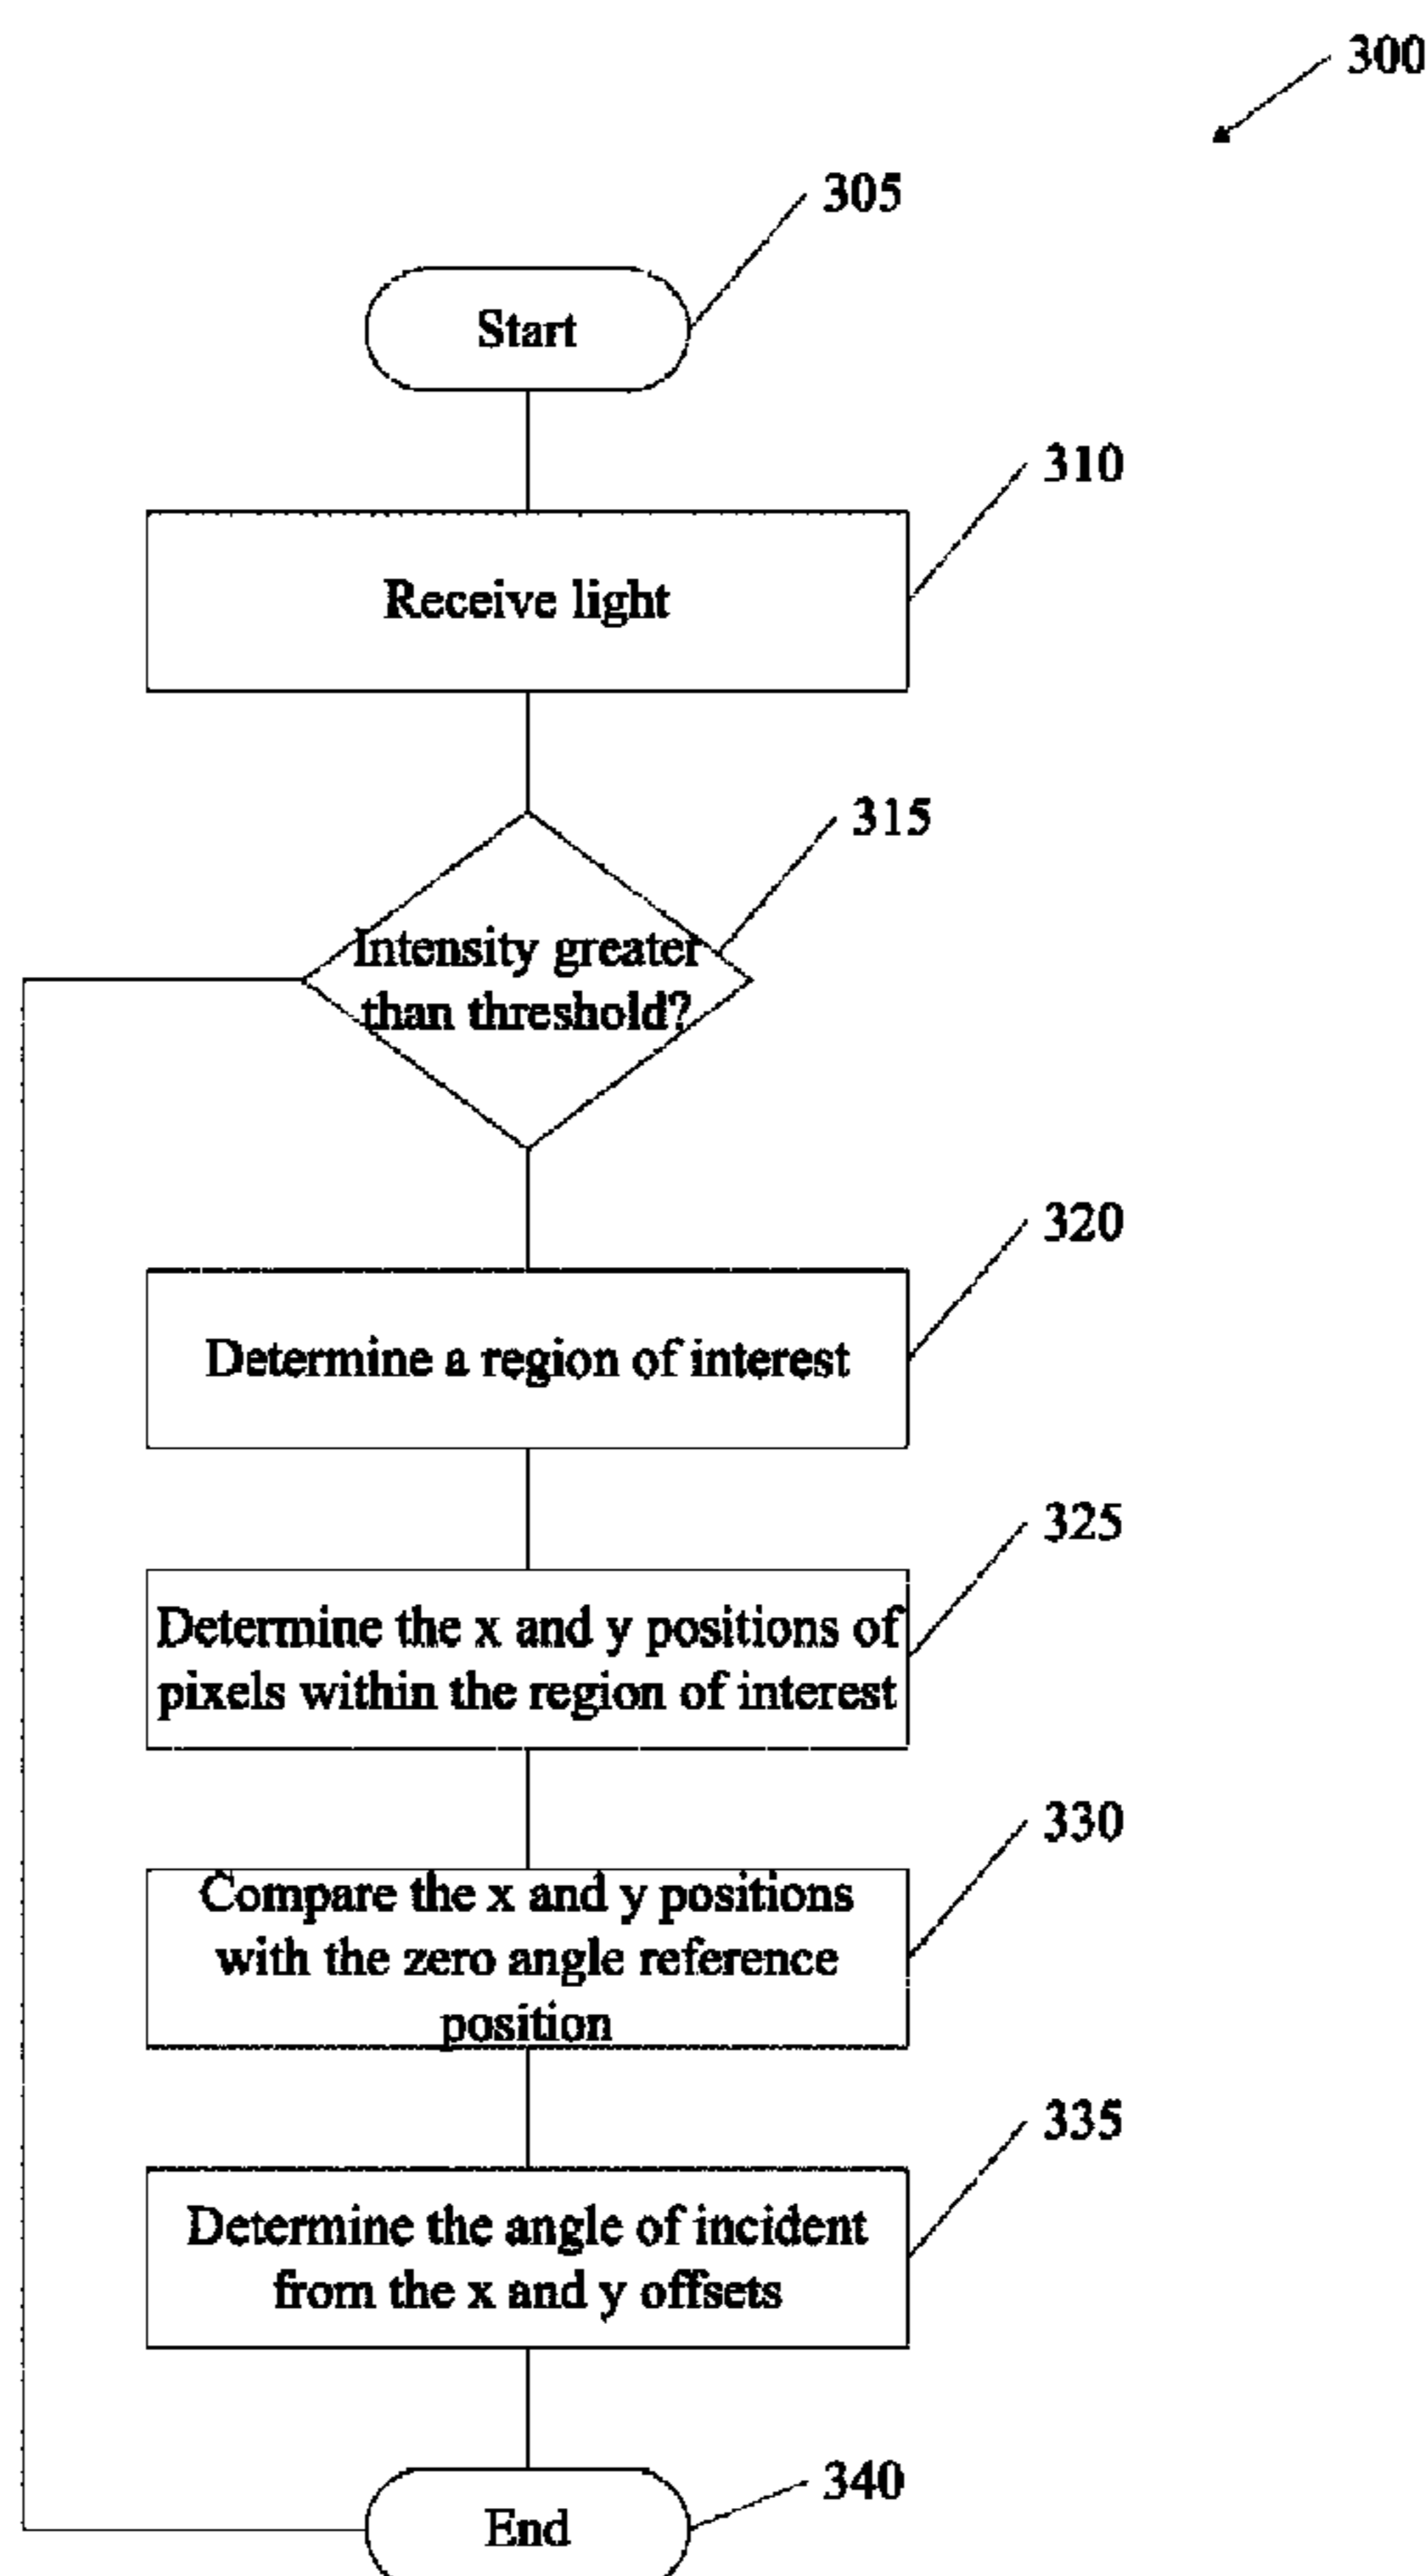 300
305
Start
310
Receive light
315
Intensity greater
than threshold?
320
Determine a region of interest
325
Determine the x and y positions of
pixels within the region of interest
330
Compare the x and y positions
with the zero angle reference
position
335
Determine the angle of incident
from the x and y offsets
340
End